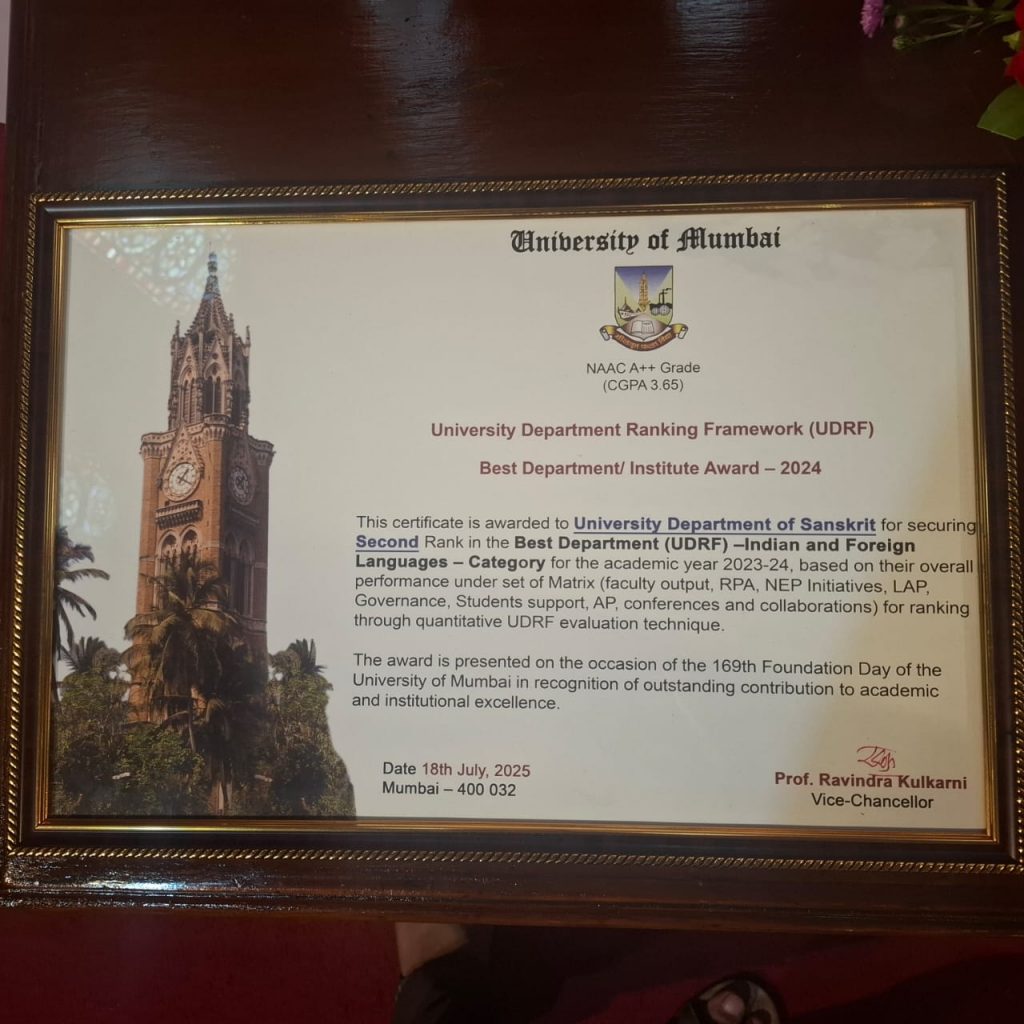 University of Mumbai
NAAC A++ Grade
(CGPA 3.65)
University Department Ranking Framework (UDRF)
Best Department/ Institute Award – 2024
This certificate is awarded to University Department of Sanskrit for securing
Second Rank in the Best Department (UDRF) –Indian and Foreign
Languages – Category for the academic year 2023-24, based on their overall
performance under set of Matrix (faculty output, RPA, NEP Initiatives, LAP,
Governance, Students support, AP, conferences and collaborations) for ranking
through quantitative UDRF evaluation technique.
The award is presented on the occasion of the 169th Foundation Day of the
University of Mumbai in recognition of outstanding contribution to academic
and institutional excellence.
Date 18th July, 2025
Mumbai – 400 032
Prof. Ravindra Kulkarni
Vice-Chancellor